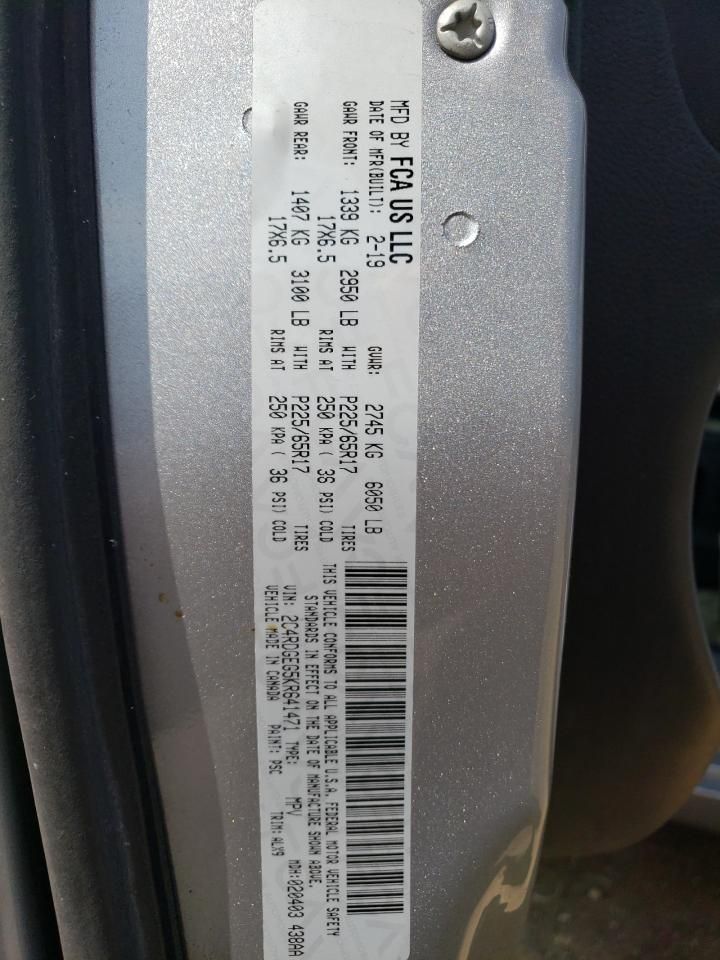 MFD BY FCA US LLC
DATE OF MFR(BUILT): 2-19 GVWR: 2745 KG 6050 LB
GAWR FRONT: 1339 KG 2950 LB WITH P225/65R17 TIRES
17X6.5 RIMS AT 250 KPA ( 36 PSI) COLD
GAWR REAR: 1407 KG 3100 LB WITH P225/65R17 TIRES
17X6.5 RIMS AT 250 KPA ( 36 PSI) COLD
THIS VEHICLE CONFORMS TO ALL APPLICABLE U.S.A. FEDERAL MOTOR VEHICLE SAFETY
STANDARDS IN EFFECT ON THE DATE OF MANUFACTURE SHOWN ABOVE.
VIN: 2C4RDGEG5KR641471 TYPE: MPV MDH:020403 438AA
VEHICLE MADE IN CANADA PAINT: PSC TRIM:ALX9